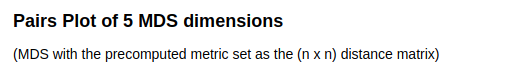 Pairs Plot of 5 MDS dimensions
(MDS with the precomputed metric set as the (n x n) distance matrix)